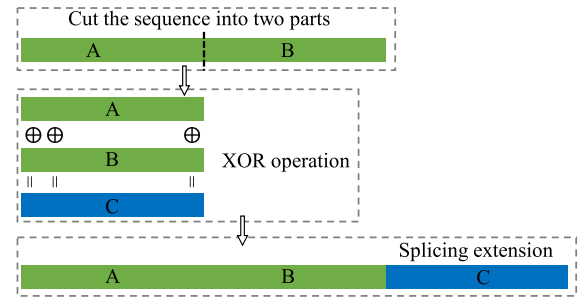 Cut the sequence into two parts
A B
A
⊕ ⊕ ⊕
B
XOR operation
= = =
C
Splicing extension
A B C